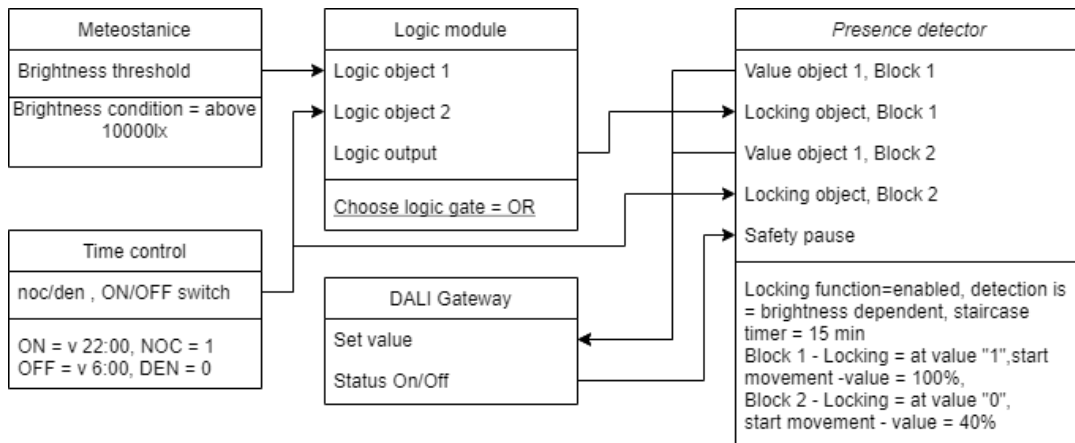 Meteostanice
Brightness threshold
Brightness condition = above
10000lx
Time control
noc/den , ON/OFF switch
ON = v 22:00, NOC = 1
OFF = v 6:00, DEN = 0
Logic module
Logic object 1
Logic object 2
Logic output
Choose logic gate = OR
DALI Gateway
Set value
Status On/Off
Presence detector
Value object 1, Block 1
Locking object, Block 1
Value object 1, Block 2
Locking object, Block 2
Safety pause
Locking function=enabled, detection is
= brightness dependent, staircase
timer = 15 min
Block 1 - Locking = at value "1",start
movement -value = 100%,
Block 2 - Locking = at value "0",
start movement - value = 40%